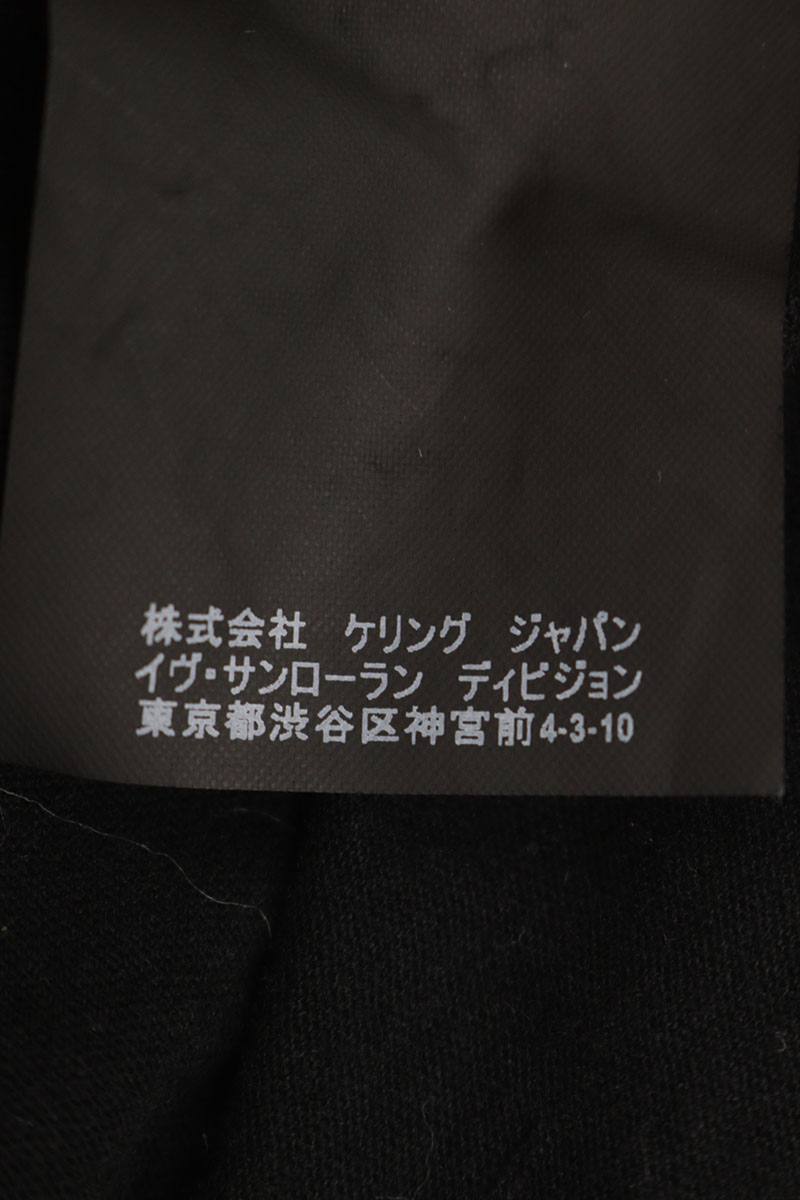 株式会社 ケリング ジャパン
イヴ・サンローラン ディビジョン
東京都渋谷区神宮前4-3-10